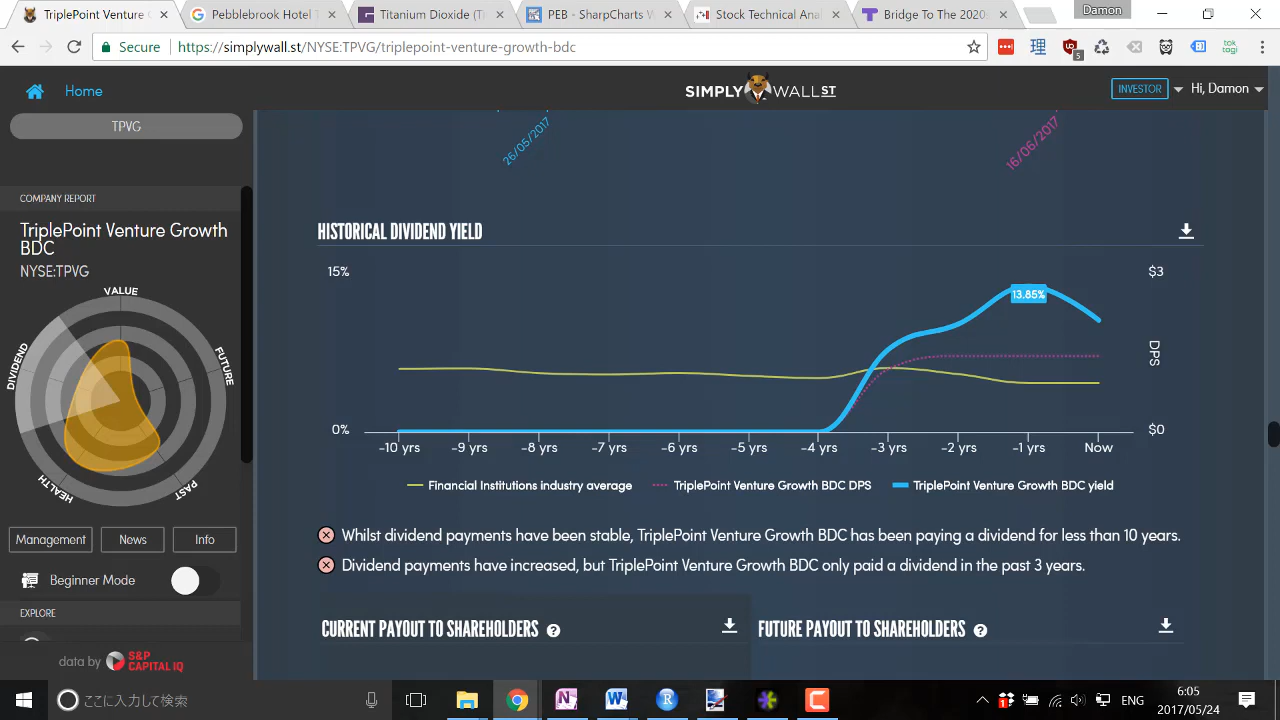 TriplePoint Venture
Pebblebrook Hotel T
Titanium Dioxide (T
PEB - SharpCharts W
Stock Technical Anal
Bridge To The 2020
Damon
Secure
https://simplywall.st/NYSE:TPVG/triplepoint-venture-growth-bdc
理
5
tok
tag
Home
SIMPLY WALL ST
INVESTOR
Hi, Damon
TPVG
26/05/2017
16/06/2017
COMPANY REPORT
TriplePoint Venture Growth
BDC
NYSE:TPVG
VALUE
FUTURE
PAST
HEALTH
DIVIDEND
Management
News
Info
Beginner Mode
EXPLORE
data by S&P
CAPITAL IQ
HISTORICAL DIVIDEND YIELD
15%
$3
13.85%
DPS
0%
$0
-10 yrs
-9 yrs
-8 yrs
-7 yrs
-6 yrs
-5 yrs
-4 yrs
-3 yrs
-2 yrs
-1 yrs
Now
Financial Institutions industry average
TriplePoint Venture Growth BDC DPS
TriplePoint Venture Growth BDC yield
Whilst dividend payments have been stable, TriplePoint Venture Growth BDC has been paying a dividend for less than 10 years.
Dividend payments have increased, but TriplePoint Venture Growth BDC only paid a dividend in the past 3 years.
CURRENT PAYOUT TO SHAREHOLDERS ?
FUTURE PAYOUT TO SHAREHOLDERS ?
ここに入力して検索
ENG
6:05
2017/05/24